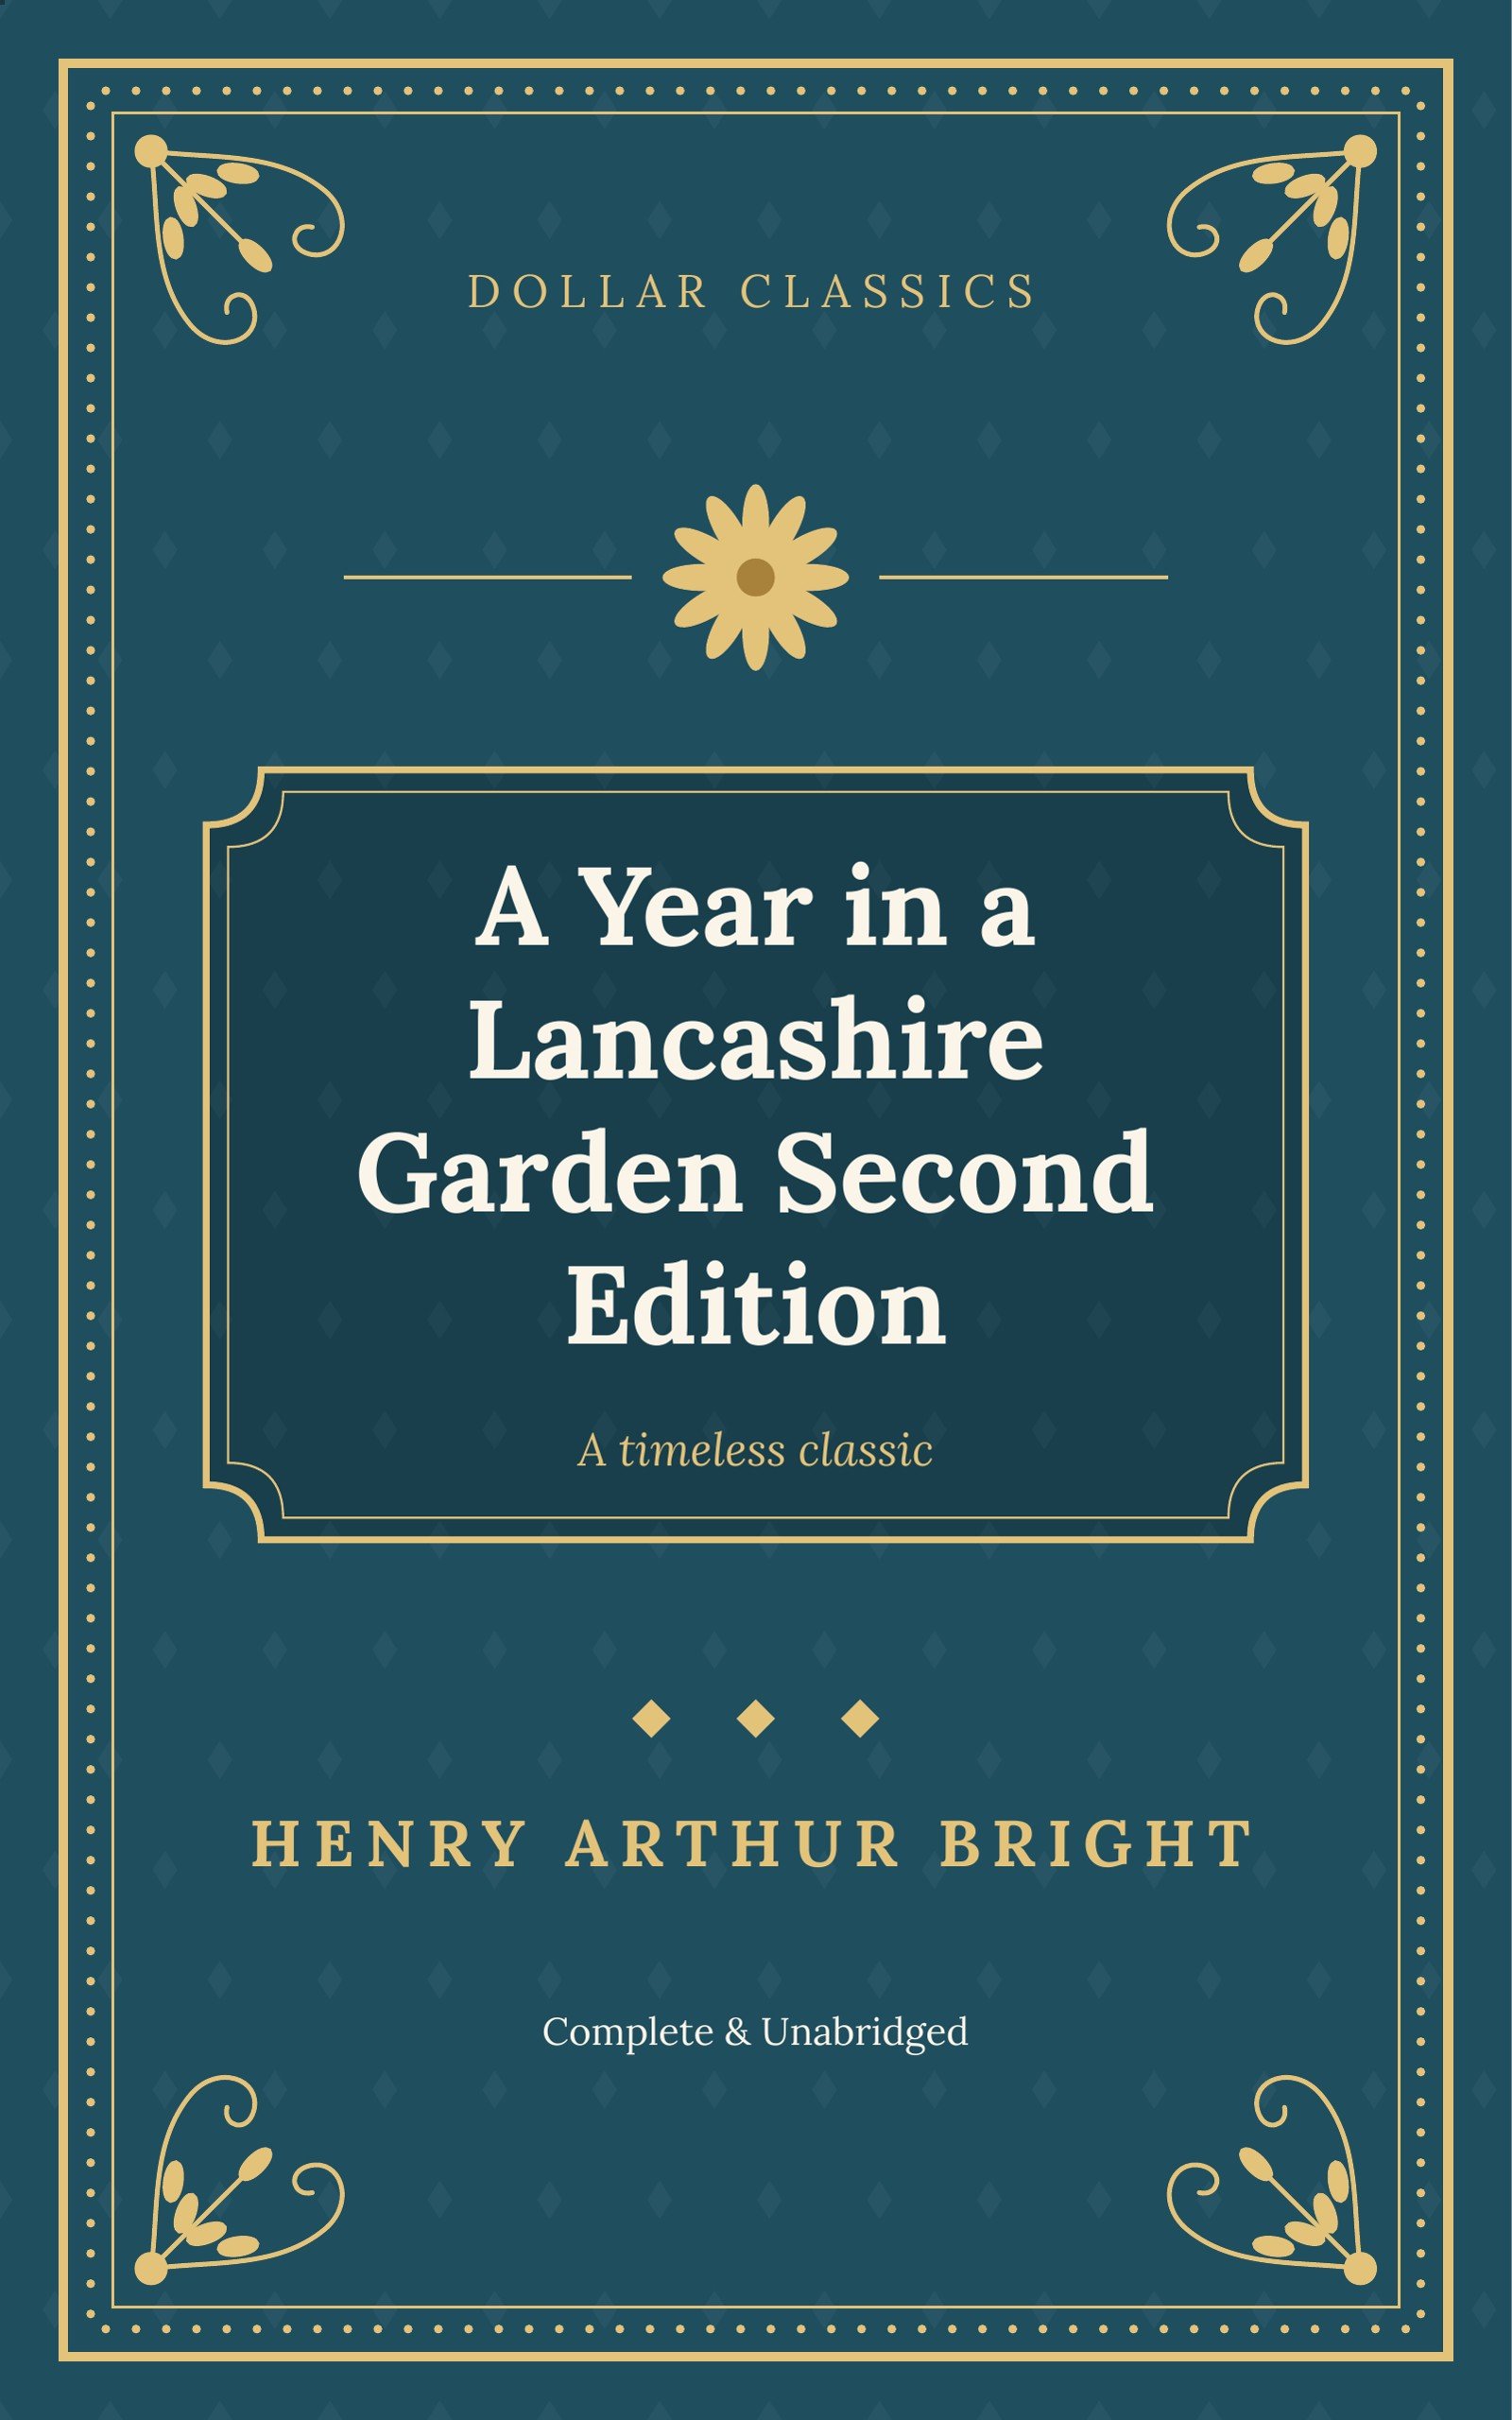 DOLLAR CLASSICS
A Year in a
Lancashire
Garden Second
Edition
A timeless classic
HENRY ARTHUR BRIGHT
Complete & Unabridged